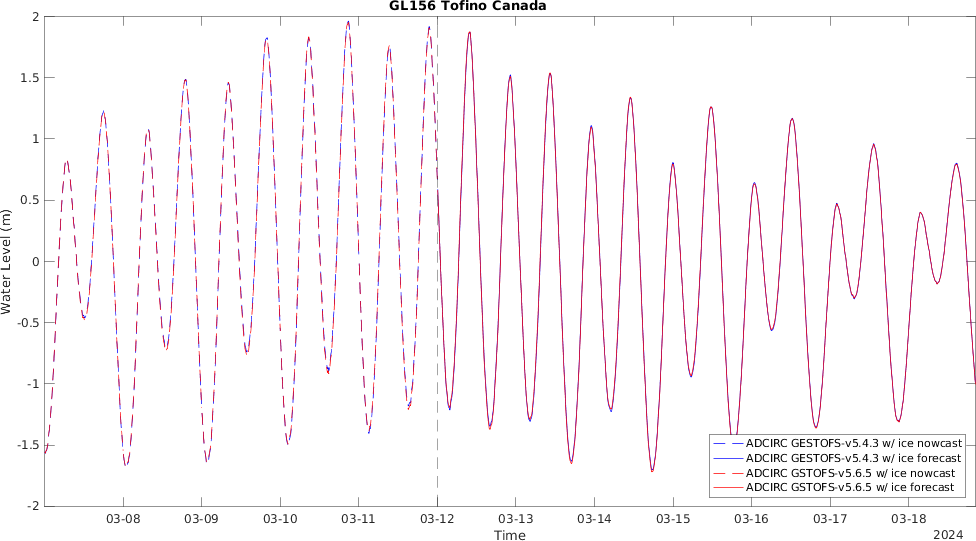 GL156 Tofino Canada
2
1.5
1
0.5
0
-0.5
-1
-1.5
-2
Water Level (m)
03-08 03-09 03-10 03-11 03-12 03-13 03-14 03-15 03-16 03-17 03-18
Time
2024
ADCIRC GESTOFS-v5.4.3 w/ ice nowcast
ADCIRC GESTOFS-v5.4.3 w/ ice forecast
ADCIRC GSTOFS-v5.6.5 w/ ice nowcast
ADCIRC GSTOFS-v5.6.5 w/ ice forecast